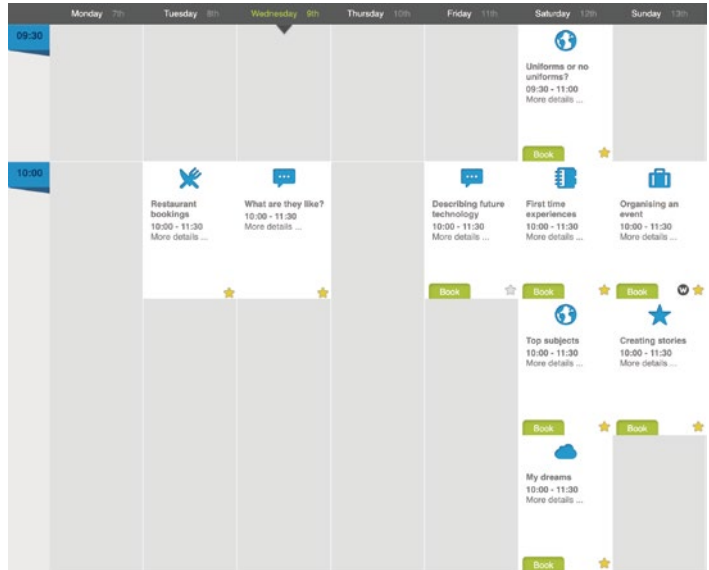 Monday 7th Tuesday 8th Wednesday 9th Thursday 10th Friday 11th Saturday 12th Sunday 13th
09:30
Uniforms or no
uniforms?
09:30 - 11:00
More details ...
Book
10:00
Restaurant
bookings
10:00 - 11:30
More details ...
What are they like?
10:00 - 11:30
More details ...
Describing future
technology
10:00 - 11:30
More details ...
Book
First time
experiences
10:00 - 11:30
More details ...
Book
Organising an
event
10:00 - 11:30
More details ...
Book W
Top subjects
10:00 - 11:30
More details ...
Book
Creating stories
10:00 - 11:30
More details ...
Book
My dreams
10:00 - 11:30
More details ...
Book